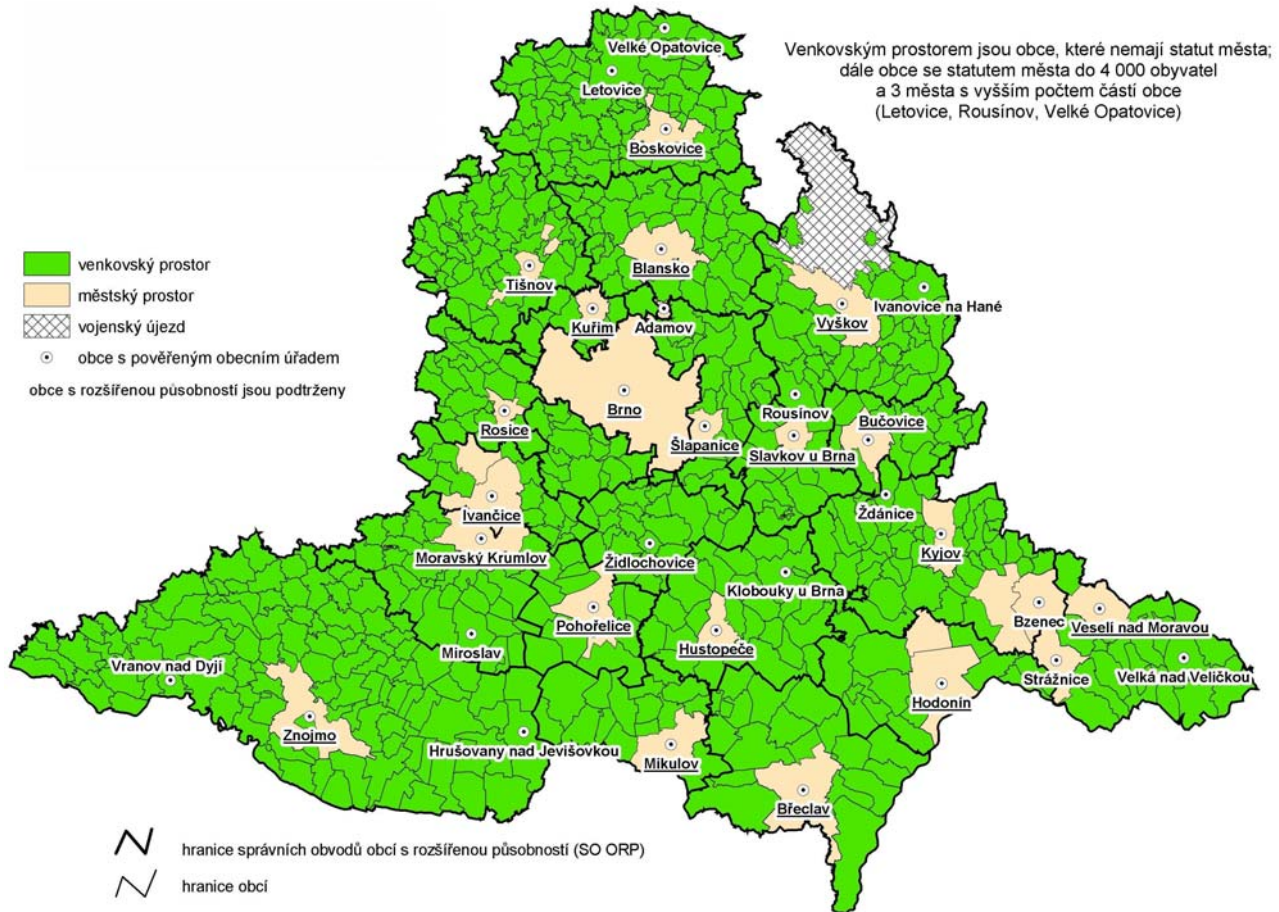 Velké Opatovice
Venkovským prostorem jsou obce, které nemají statut města;
dále obce se statutem města do 4 000 obyvatel
a 3 města s vyšším počtem částí obce
(Letovice, Rousínov, Velké Opatovice)
Letovice
Boskovice
venkovský prostor
městský prostor
vojenský újezd
obce s pověřeným obecním úřadem
obce s rozšířenou působností jsou podtrženy
Blansko
Tišnov
Ivanovice na Hané
Vyškov
Kuřim
Adamov
Brno
Rousínov
Bučovice
Rosice
Šlapanice
Slavkov u Brna
Ždánice
Ivančice
Kyjov
Moravský Krumlov
Židlochovice
Klobouky u Brna
Bzenec
Pohořelice
Veselí nad Moravou
Hustopeče
Miroslav
Vranov nad Dyjí
Strážnice
Velká nad Veličkou
Hodonín
Znojmo
Hrušovany nad Jevišovkou
Mikulov
Břeclav
hranice správních obvodů obcí s rozšířenou působností (SO ORP)
hranice obcí